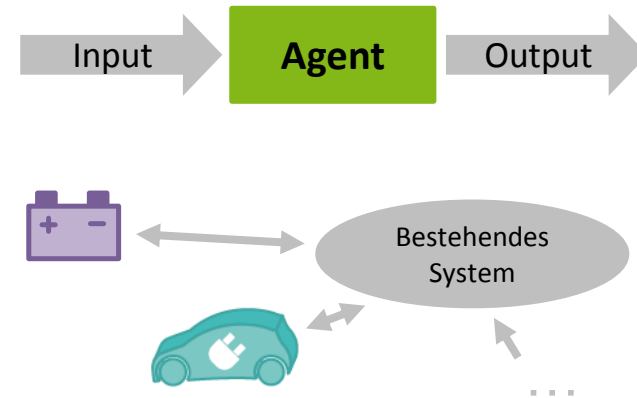 Input
Agent
Output
+ −
Bestehendes
System
...